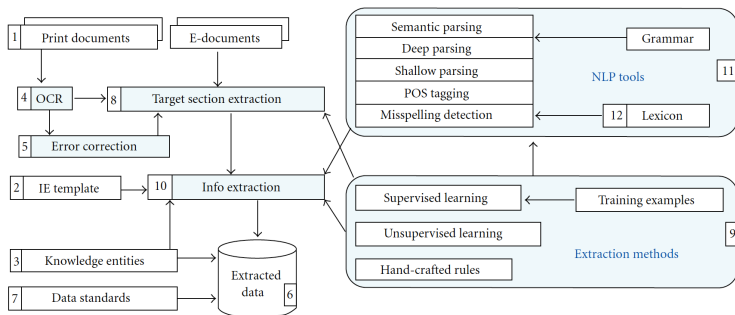 1 Print documents
E-documents
4 OCR
8 Target section extraction
5 Error correction
2 IE template
10 Info extraction
3 Knowledge entities
7 Data standards
Extracted
data
6
Semantic parsing
Deep parsing
Shallow parsing
POS tagging
Misspelling detection
Grammar
NLP tools
11
12 Lexicon
Supervised learning
Training examples
Unsupervised learning
9
Extraction methods
Hand-crafted rules